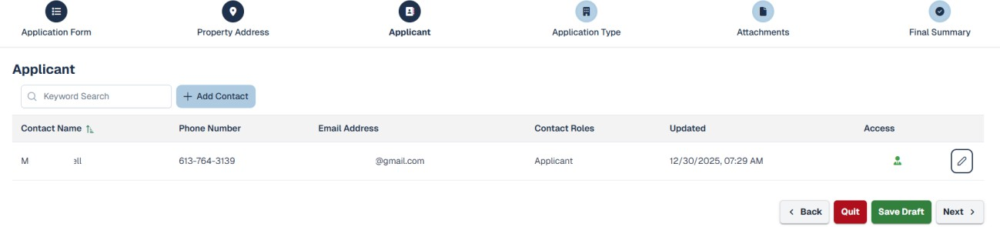 Application Form Property Address Applicant Application Type Attachments Final Summary
Applicant
Keyword Search + Add Contact
Contact Name Phone Number Email Address Contact Roles Updated Access
M ell 613-764-3139 @gmail.com Applicant 12/30/2025, 07:29 AM
Back Quit Save Draft Next